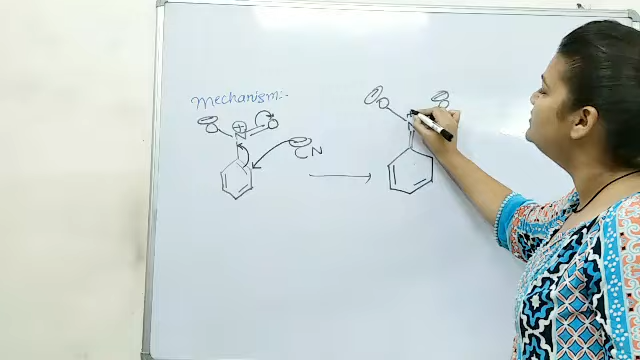 Mechanism:-
⊖O N⊕ O
⊖CN
⊖O N ⊖O